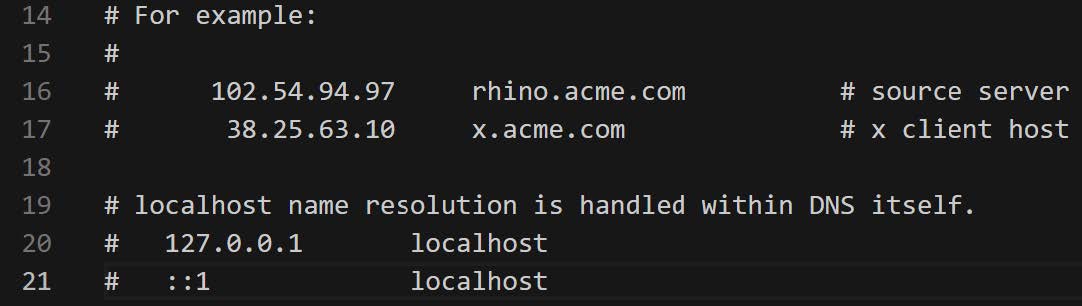 14 # For example:
15 #
16 #      102.54.94.97     rhino.acme.com          # source server
17 #       38.25.63.10     x.acme.com              # x client host
18
19 # localhost name resolution is handled within DNS itself.
20 #   127.0.0.1       localhost
21 #   ::1             localhost